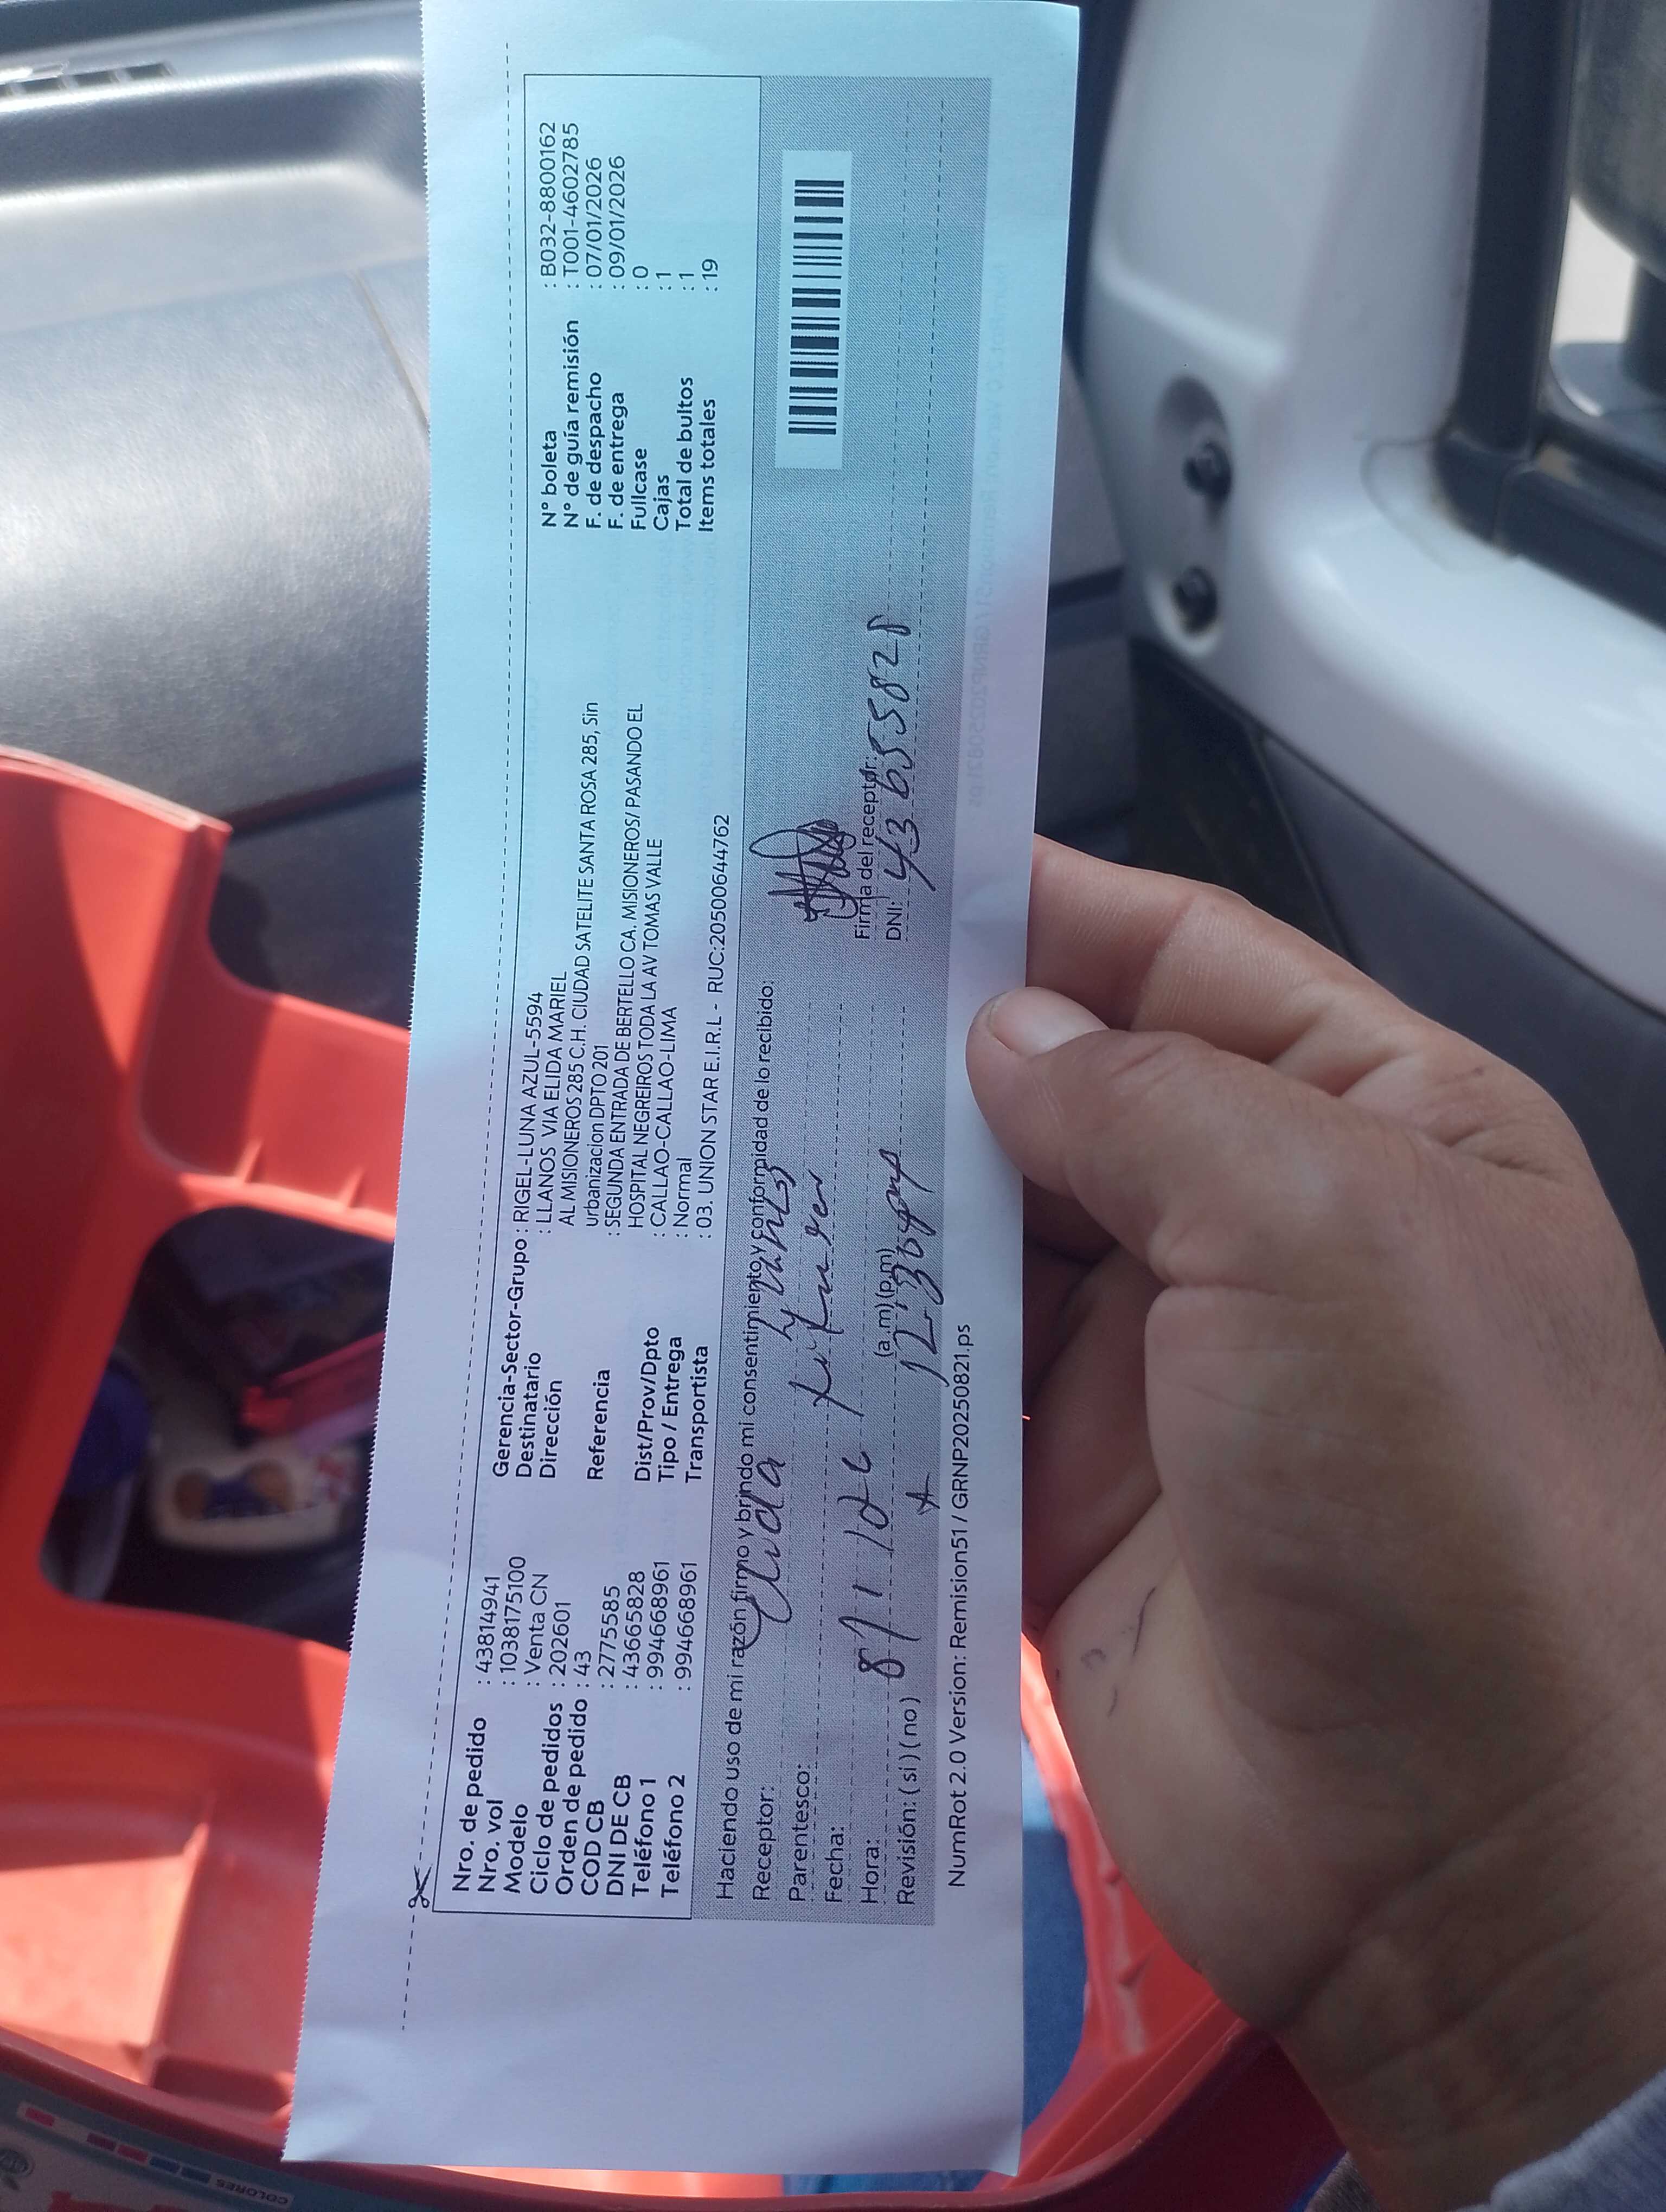 Nro. de pedido : 43814941
Nro. vol : 1038175100
Modelo : Venta CN
Ciclo de pedidos : 202601
Orden de pedido : 43
COD CB : 2775585
DNI DE CB : 43665828
Teléfono 1 : 994668961
Teléfono 2 : 994668961
Gerencia-Sector-Grupo : RIGEL-LUNA AZUL-5594
Destinatario : LLANOS VIA ELIDA MARIEL
Dirección AL MISIONEROS 285 C.H. CIUDAD SATELITE SANTA ROSA 285, Sin
urbanizacion DPTO 201
Referencia : SEGUNDA ENTRADA DE BERTELLO CA. MISIONEROS/ PASANDO EL
HOSPITAL NEGREIROS TODA LA AV TOMAS VALLE
Dist/Prov/Dpto : CALLAO-CALLAO-LIMA
Tipo / Entrega : Normal
Transportista : 03. UNION STAR E.I.R.L - RUC:20500644762
N° boleta : B032-8800162
N° de guía remisión : T001-4602785
F. de despacho : 07/01/2026
F. de entrega : 09/01/2026
Fullcase : 0
Cajas : 1
Total de bultos : 1
Items totales : 19
Haciendo uso de mi razón firmo y brindo mi consentimiento y conformidad de lo recibido:
Receptor: Elida
Parentesco:
Fecha: 8/1/26
Hora: (a.m) (p.m) 12:30pm
Revisión: ( si ) ( no )
Firma del receptor:
DNI: 43655828
NumRot 2.0 Version: Remision51 / GRNP20250821.ps
COLORES